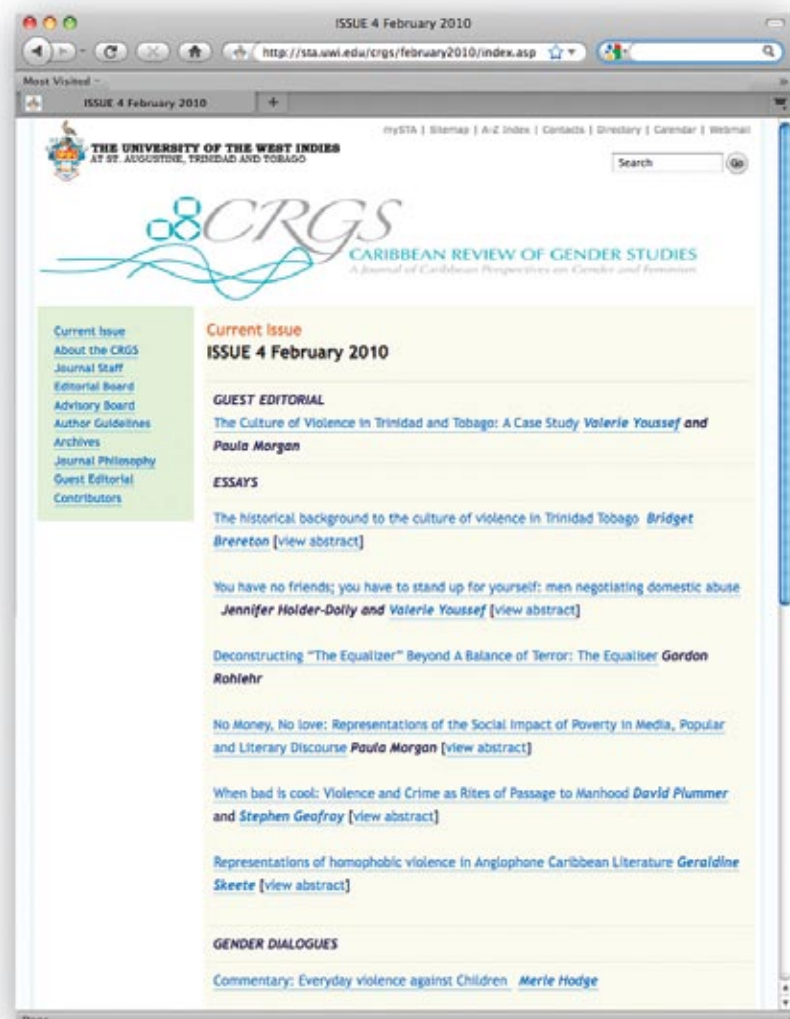 ISSUE 4 February 2010
http://sta.uwi.edu/crgs/february2010/index.asp
Most Visited
ISSUE 4 February 2010
mySTA | Sitemap | A-Z Index | Contacts | Directory | Calendar | Webmail
THE UNIVERSITY OF THE WEST INDIES
AT ST. AUGUSTINE, TRINIDAD AND TOBAGO
Search Go
CRGS
CARIBBEAN REVIEW OF GENDER STUDIES
A Journal of Caribbean Perspectives on Gender and Feminism
Current Issue
About the CRGS
Journal Staff
Editorial Board
Advisory Board
Author Guidelines
Archives
Journal Philosophy
Guest Editorial
Contributors
Current Issue
ISSUE 4 February 2010
GUEST EDITORIAL
The Culture of Violence in Trinidad and Tobago: A Case Study Valerie Youssef and
Paula Morgan
ESSAYS
The historical background to the culture of violence in Trinidad Tobago Bridget
Brereton [view abstract]
You have no friends; you have to stand up for yourself: men negotiating domestic abuse
Jennifer Holder-Dolly and Valerie Youssef [view abstract]
Deconstructing "The Equalizer" Beyond A Balance of Terror: The Equaliser Gordon
Rohlehr
No Money, No love: Representations of the Social Impact of Poverty in Media, Popular
and Literary Discourse Paula Morgan [view abstract]
When bad is cool: Violence and Crime as Rites of Passage to Manhood David Plummer
and Stephen Geofroy [view abstract]
Representations of homophobic violence in Anglophone Caribbean Literature Geraldine
Skeete [view abstract]
GENDER DIALOGUES
Commentary: Everyday violence against Children Merle Hodge